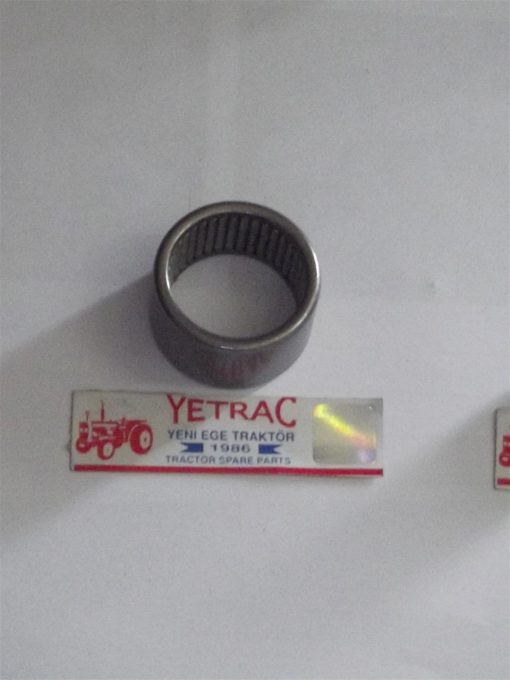 YETRAC
YENİ EGE TRAKTÖR
1986
TRACTOR SPARE PARTS